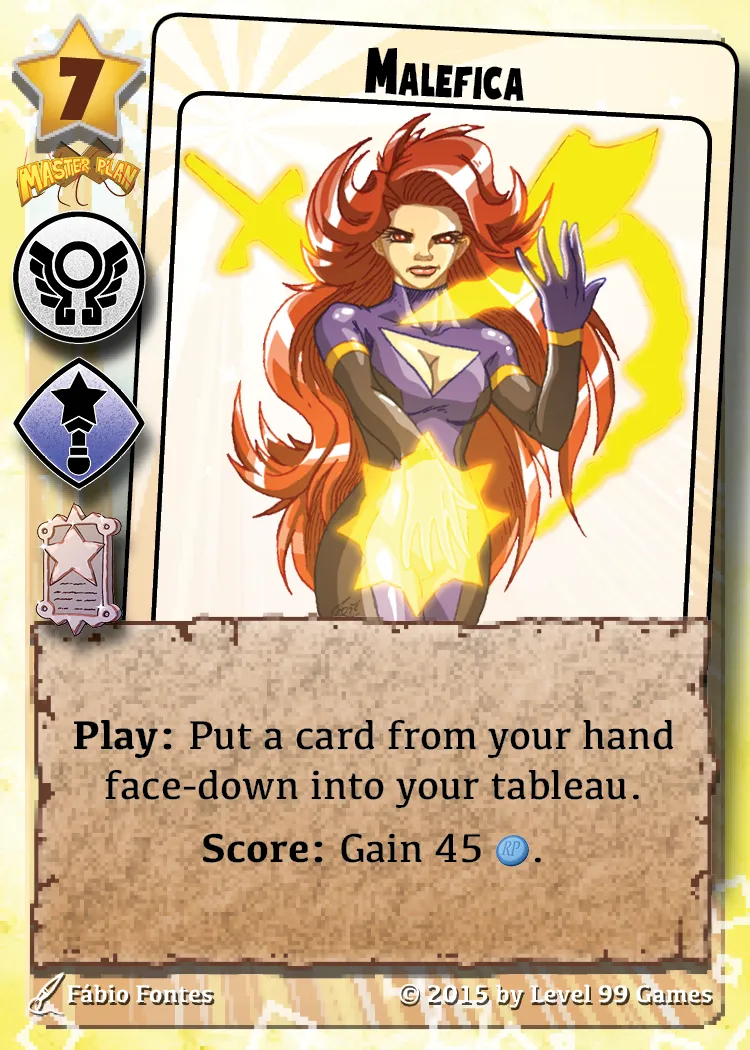 7
MASTER PLAN
MALEFICA
Play: Put a card from your hand
face-down into your tableau.
Score: Gain 45 RP.
Fábio Fontes
© 2015 by Level 99 Games